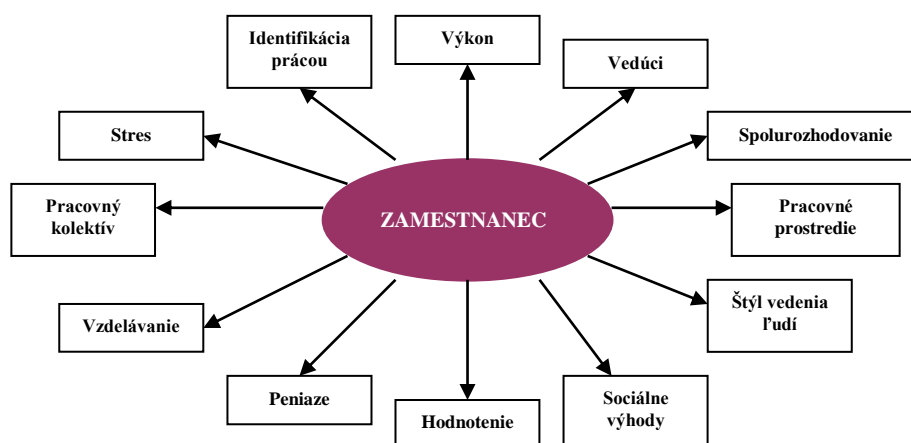 Identifikácia
prácou
Výkon
Vedúci
Stres
Spolurozhodovanie
Pracovný
kolektív
ZAMESTNANEC
Pracovné
prostredie
Vzdelávanie
Štýl vedenia
ľudí
Peniaze
Hodnotenie
Sociálne
výhody